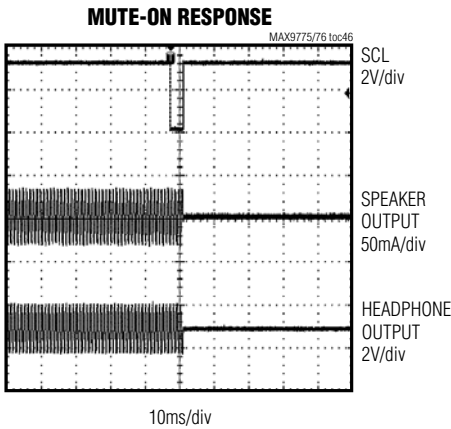 MUTE-ON RESPONSE
MAX9775/76 toc46
SCL
2V/div
SPEAKER
OUTPUT
50mA/div
HEADPHONE
OUTPUT
2V/div
10ms/div